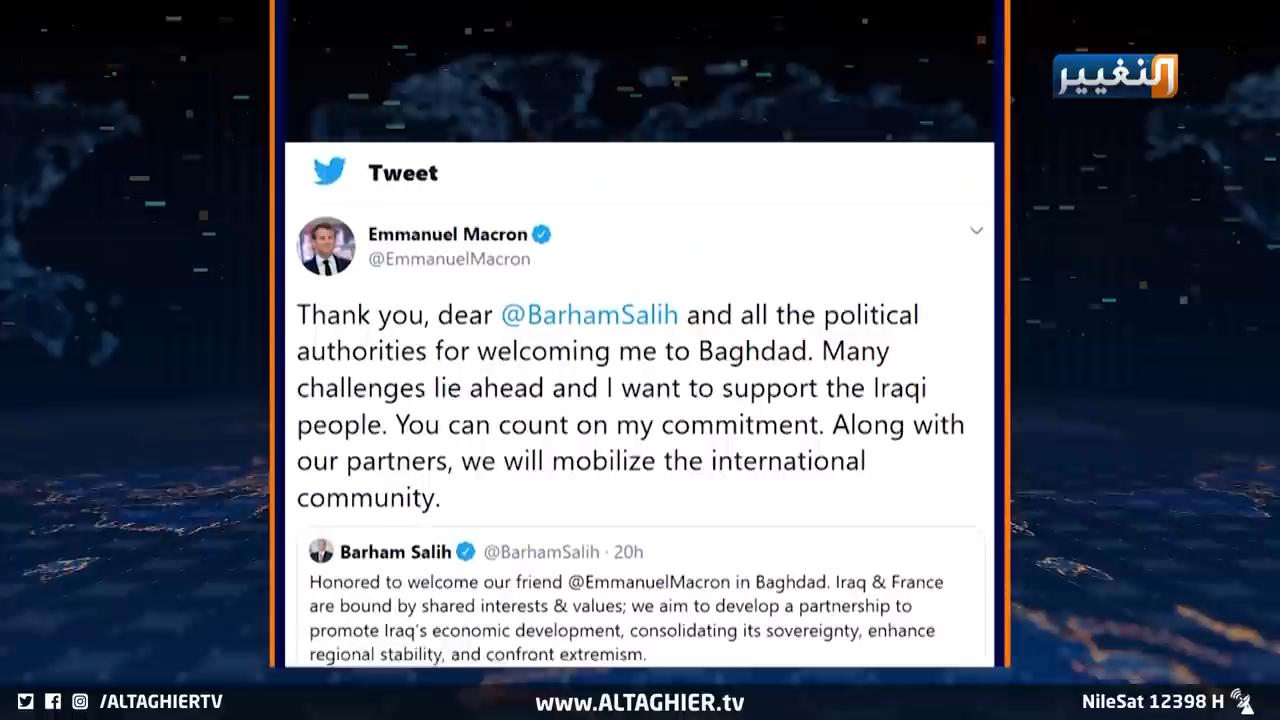 التغيير
Tweet
Emmanuel Macron
@EmmanuelMacron
Thank you, dear @BarhamSalih and all the political
authorities for welcoming me to Baghdad. Many
challenges lie ahead and I want to support the Iraqi
people. You can count on my commitment. Along with
our partners, we will mobilize the international
community.
Barham Salih @BarhamSalih · 20h
Honored to welcome our friend @EmmanuelMacron in Baghdad. Iraq & France
are bound by shared interests & values; we aim to develop a partnership to
promote Iraq's economic development, consolidating its sovereignty, enhance
regional stability, and confront extremism.
/ALTAGHIERTV
www.ALTAGHIER.tv
NileSat 12398 H